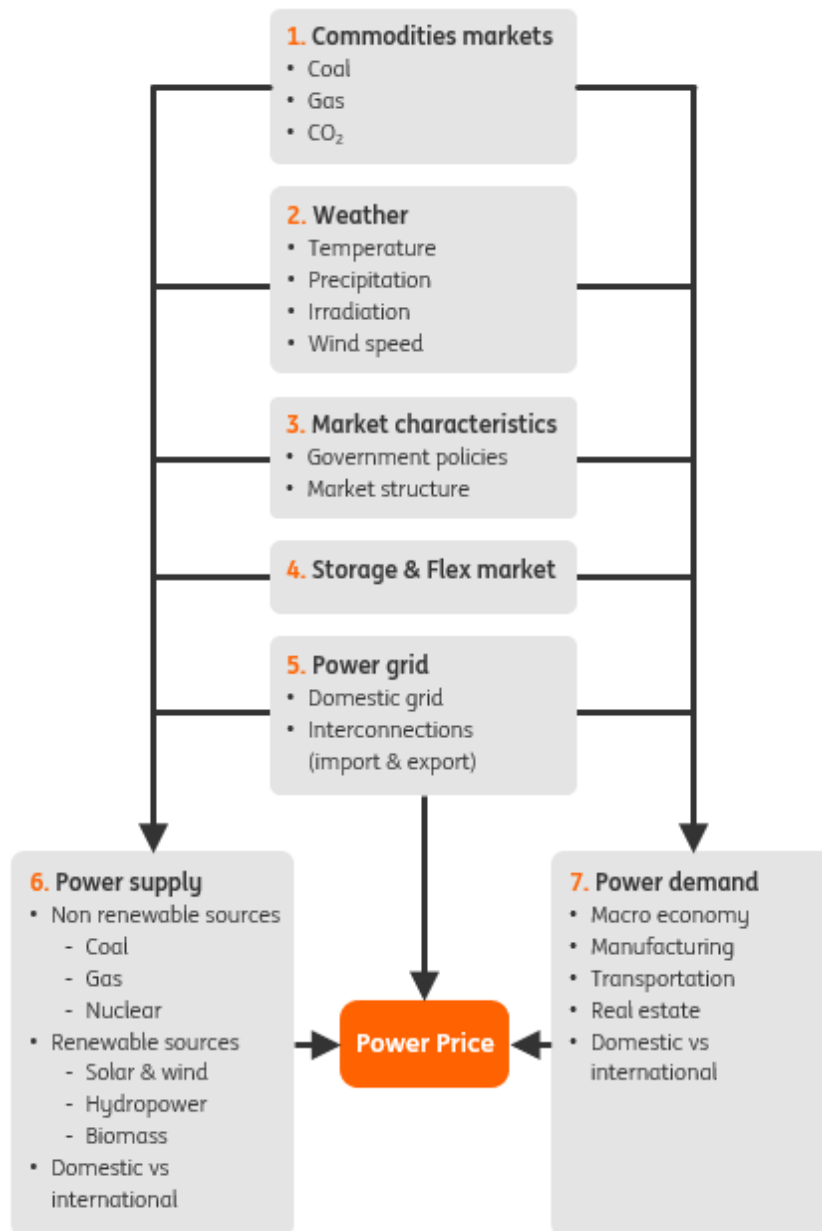 1. Commodities markets
• Coal
• Gas
• CO₂
2. Weather
• Temperature
• Precipitation
• Irradiation
• Wind speed
3. Market characteristics
• Government policies
• Market structure
4. Storage & Flex market
5. Power grid
• Domestic grid
• Interconnections
(import & export)
6. Power supply
• Non renewable sources
- Coal
- Gas
- Nuclear
• Renewable sources
- Solar & wind
- Hydropower
- Biomass
• Domestic vs
international
Power Price
7. Power demand
• Macro economy
• Manufacturing
• Transportation
• Real estate
• Domestic vs
international